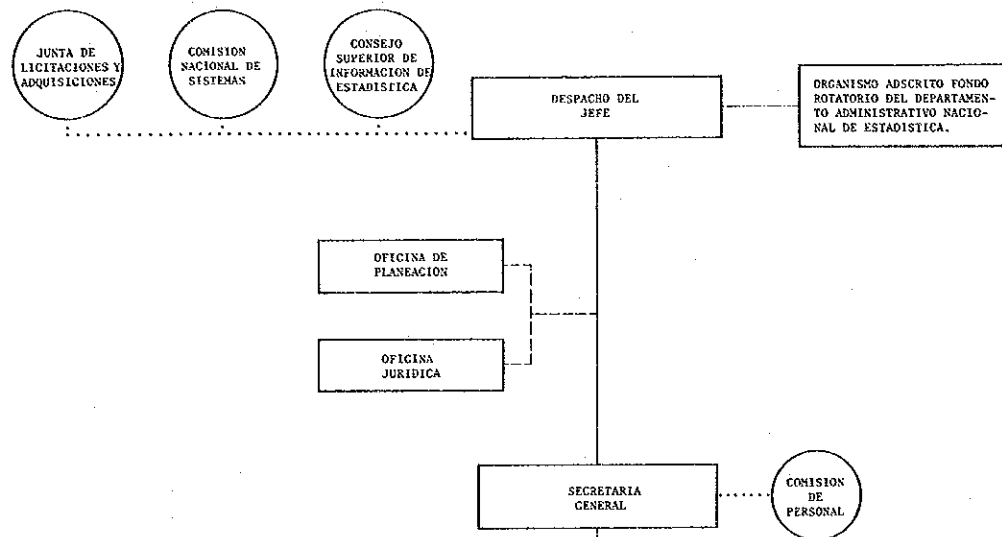 JUNTA DE
LICITACIONES Y
ADQUISICIONES
COMISION
NACIONAL DE
SISTEMAS
CONSEJO
SUPERIOR DE
INFORMACION DE
ESTADISTICA
DESPACHO DEL
JEFE
ORGANISMO ADSCRITO FONDO
ROTATORIO DEL DEPARTAMEN-
TO ADMINISTRATIVO NACIO-
NAL DE ESTADISTICA.
OFICINA DE
PLANEACION
OFICINA
JURIDICA
SECRETARIA
GENERAL
COMISION
DE
PERSONAL